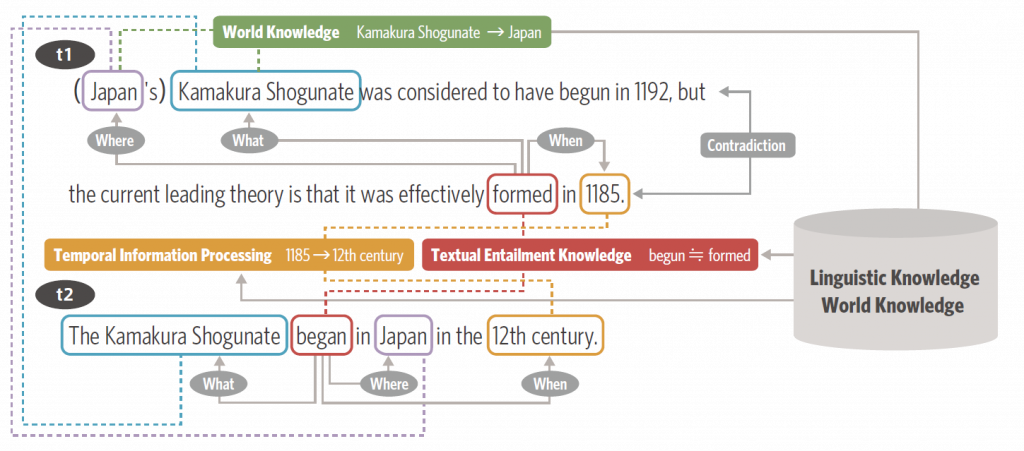 World Knowledge Kamakura Shogunate → Japan
t1
( Japan 's) Kamakura Shogunate was considered to have begun in 1192, but
Where What When Contradiction
the current leading theory is that it was effectively formed in 1185.
Temporal Information Processing 1185 → 12th century Textual Entailment Knowledge begun ≒ formed
Linguistic Knowledge
World Knowledge
t2
The Kamakura Shogunate began in Japan in the 12th century.
What Where When